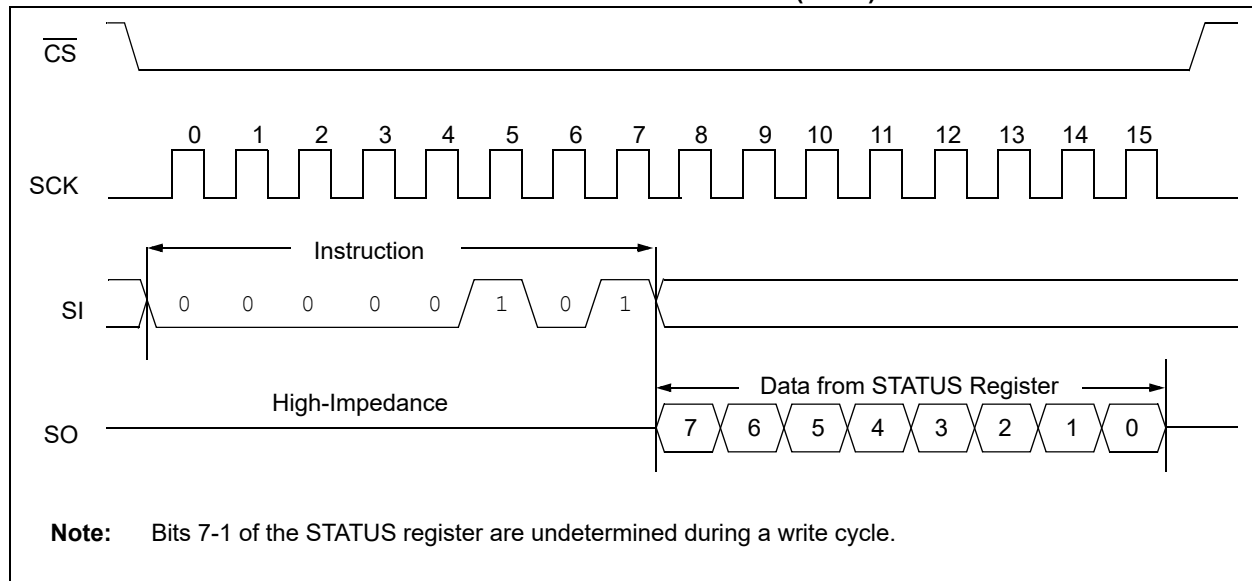 CS
0 1 2 3 4 5 6 7 8 9 10 11 12 13 14 15
SCK
Instruction
SI 0 0 0 0 0 1 0 1
Data from STATUS Register
High-Impedance
SO 7 6 5 4 3 2 1 0
Note: Bits 7-1 of the STATUS register are undetermined during a write cycle.